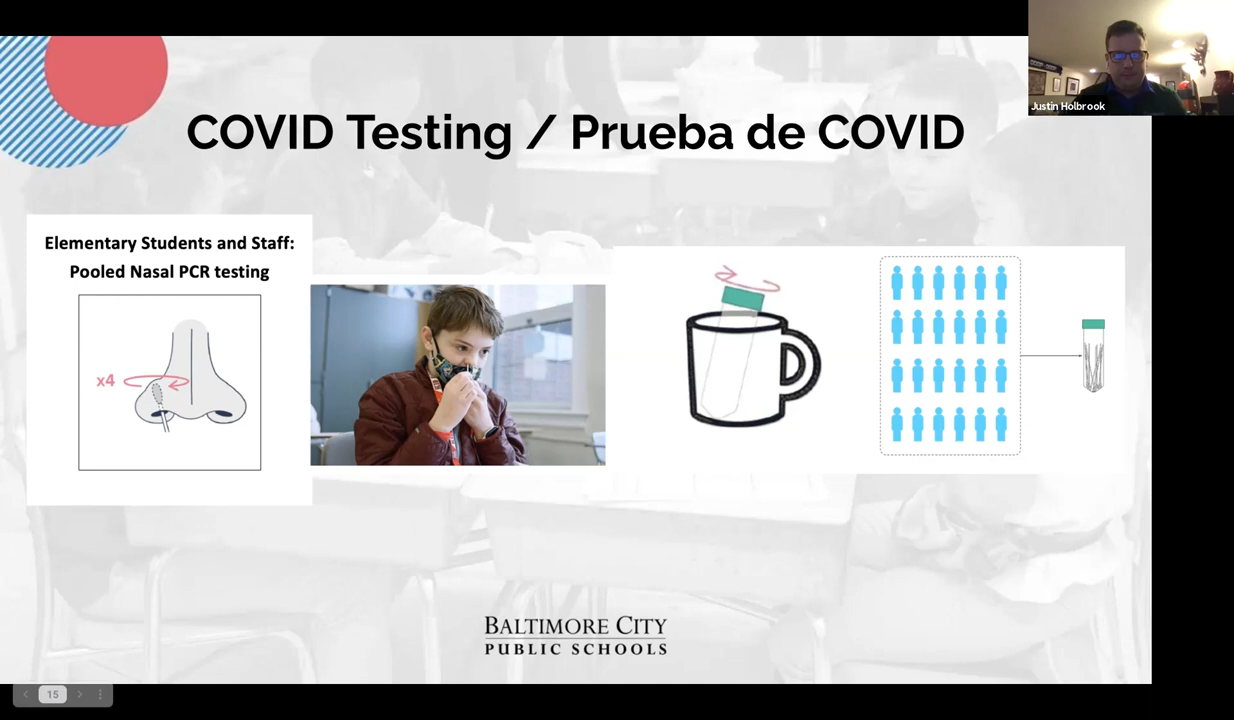 Justin Holbrook
COVID Testing / Prueba de COVID
Elementary Students and Staff:
Pooled Nasal PCR testing
x4
BALTIMORE CITY
PUBLIC SCHOOLS
15